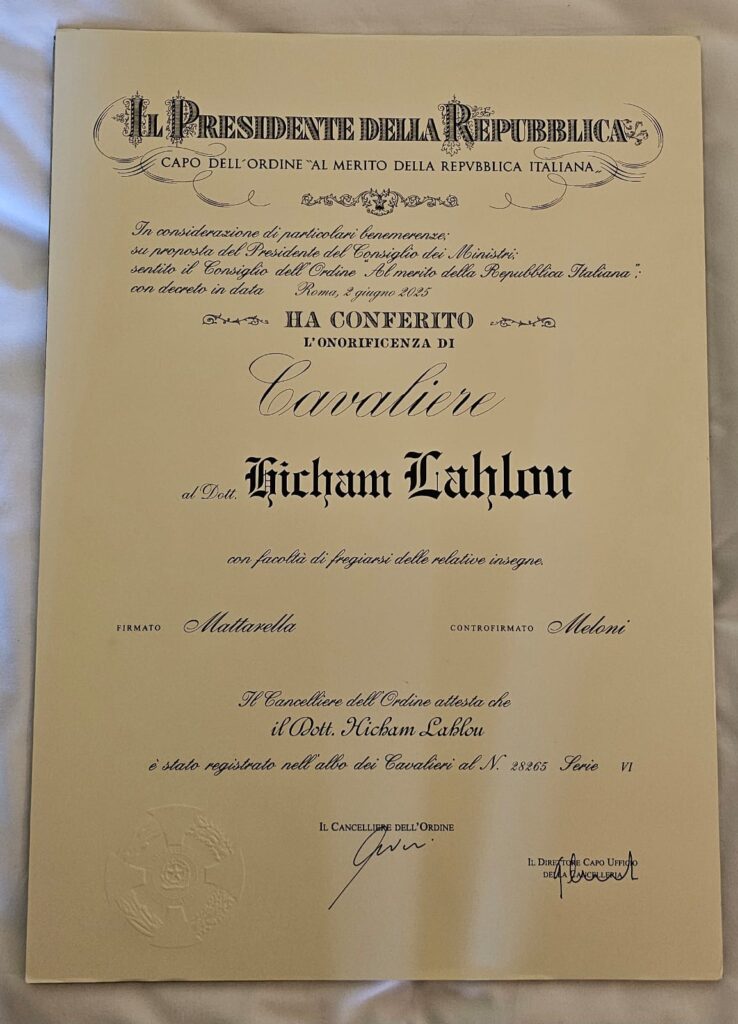 IL PRESIDENTE DELLA REPUBBLICA
CAPO DELL'ORDINE "AL MERITO DELLA REPVBBLICA ITALIANA"
In considerazione di particolari benemerenze;
su proposta del Presidente del Consiglio dei Ministri;
sentito il Consiglio dell'Ordine "Al merito della Repubblica Italiana";
con decreto in data Roma, 2 giugno 2025
HA CONFERITO
L'ONORIFICENZA DI
Cavaliere
al Dott. Hicham Lahlou
con facoltà di fregiarsi delle relative insegne.
FIRMATO Mattarella CONTROFIRMATO Meloni
Il Cancelliere dell'Ordine attesta che
il Dott. Hicham Lahlou
è stato registrato nell'albo dei Cavalieri al N. 28265 Serie VI
IL CANCELLIERE DELL'ORDINE
IL DIRETTORE CAPO UFFICIO
DELLA CANCELLERIA